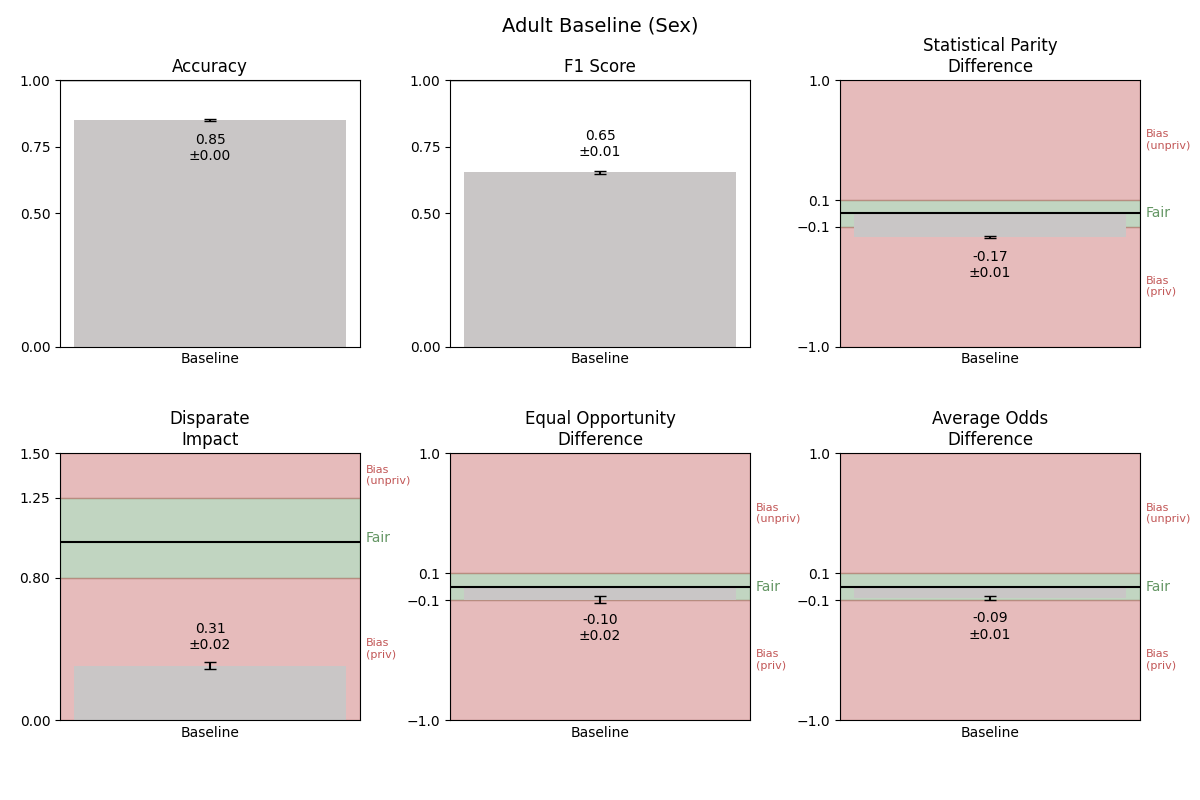 Adult Baseline (Sex)
Accuracy
1.00
0.75
0.50
0.00
0.85
±0.00
Baseline
F1 Score
1.00
0.75
0.50
0.00
0.65
±0.01
Baseline
Statistical Parity
Difference
1.0
0.1
−0.1
−1.0
-0.17
±0.01
Bias
(unpriv)
Fair
Bias
(priv)
Baseline
Disparate
Impact
1.50
1.25
0.80
0.00
0.31
±0.02
Bias
(unpriv)
Fair
Bias
(priv)
Baseline
Equal Opportunity
Difference
1.0
0.1
−0.1
−1.0
-0.10
±0.02
Bias
(unpriv)
Fair
Bias
(priv)
Baseline
Average Odds
Difference
1.0
0.1
−0.1
−1.0
-0.09
±0.01
Bias
(unpriv)
Fair
Bias
(priv)
Baseline